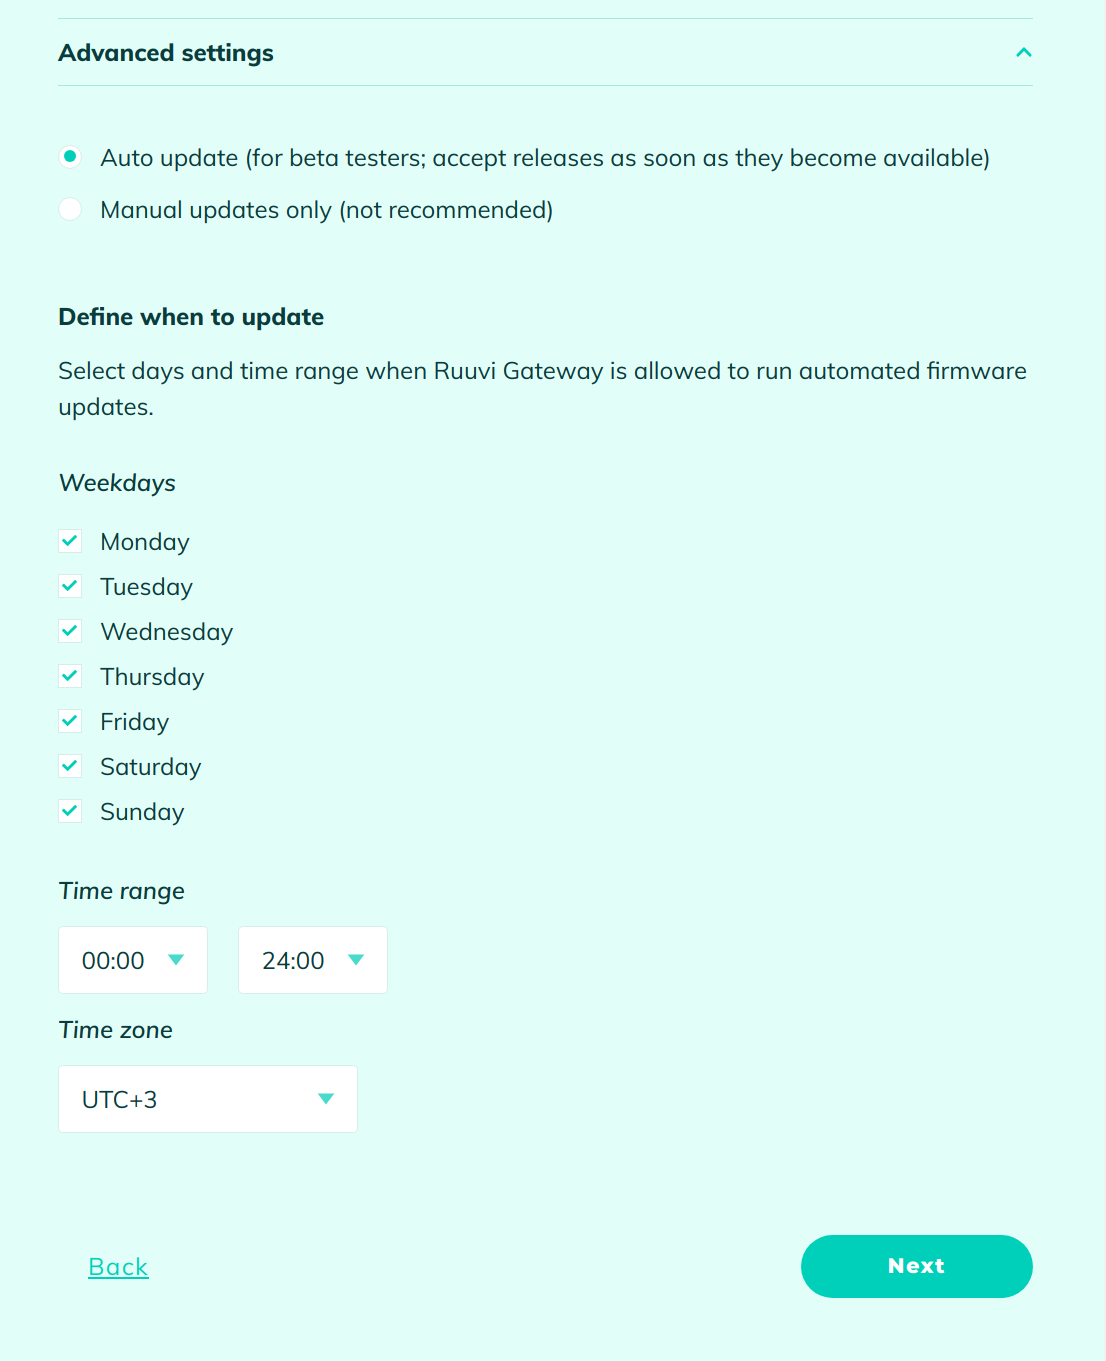 Advanced settings
Auto update (for beta testers; accept releases as soon as they become available)
Manual updates only (not recommended)
Define when to update
Select days and time range when Ruuvi Gateway is allowed to run automated firmware
updates.
Weekdays
Monday
Tuesday
Wednesday
Thursday
Friday
Saturday
Sunday
Time range
00:00 24:00
Time zone
UTC+3
Back Next